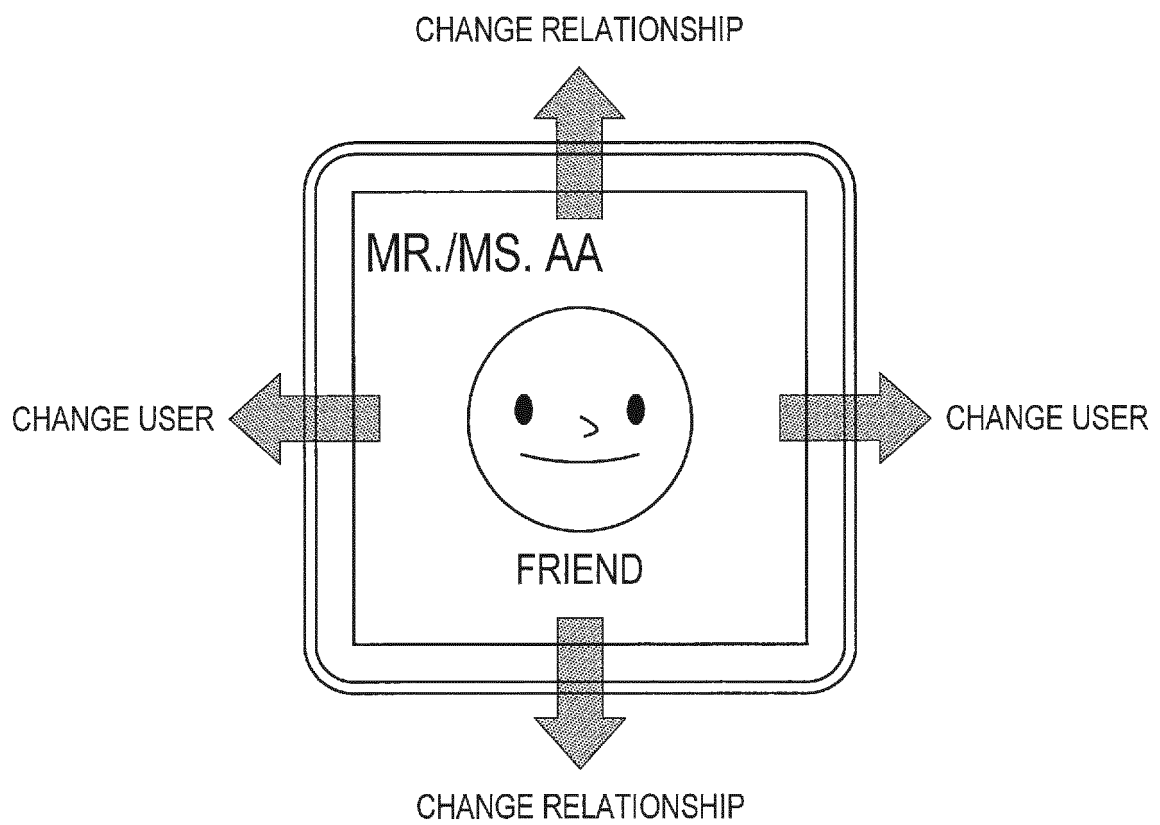 CHANGE RELATIONSHIP
MR./MS. AA
CHANGE USER
CHANGE USER
FRIEND
CHANGE RELATIONSHIP